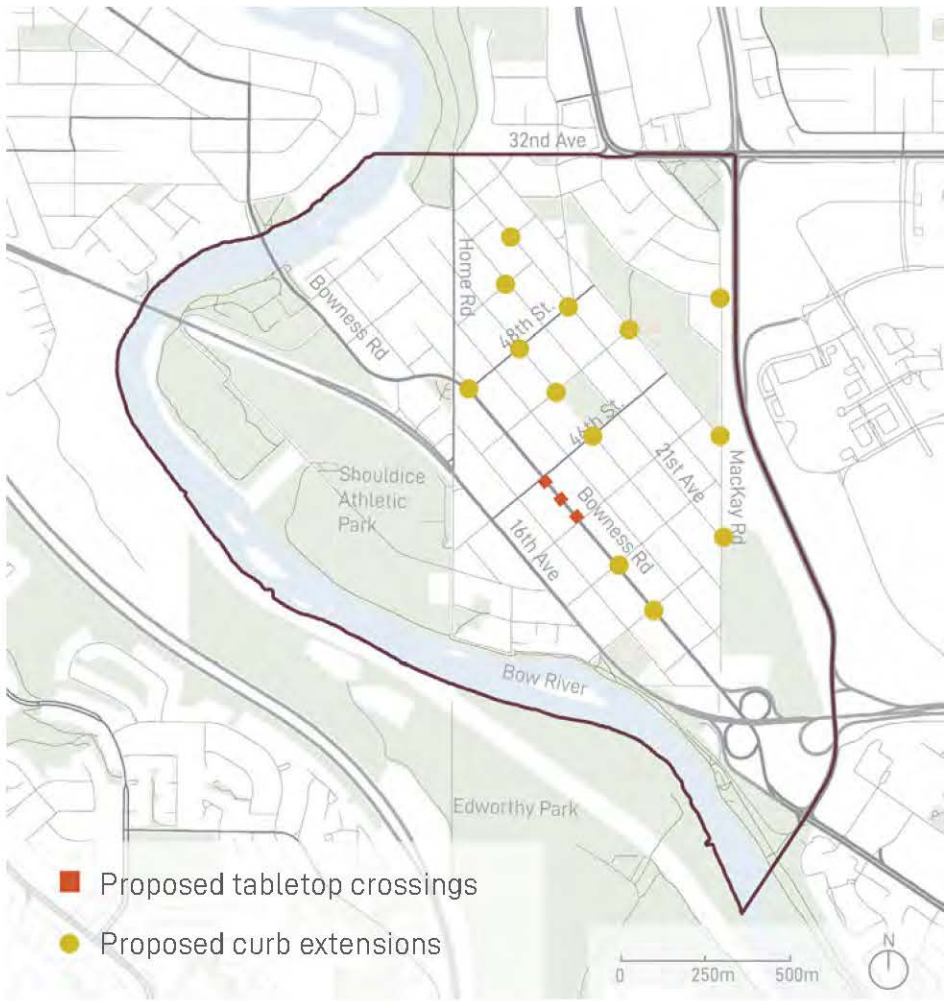 32nd Ave
Home Rd
Bowness Rd
48th St.
46th St.
21st Ave
MacKay Rd
Shouldice
Athletic
Park
Bowness Rd
16th Ave
Bow River
Edworthy Park
Proposed tabletop crossings
Proposed curb extensions
0 250m 500m
N